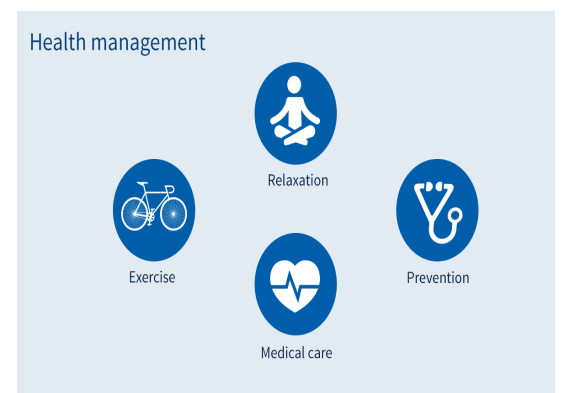 Health management
Relaxation
Exercise
Prevention
Medical care